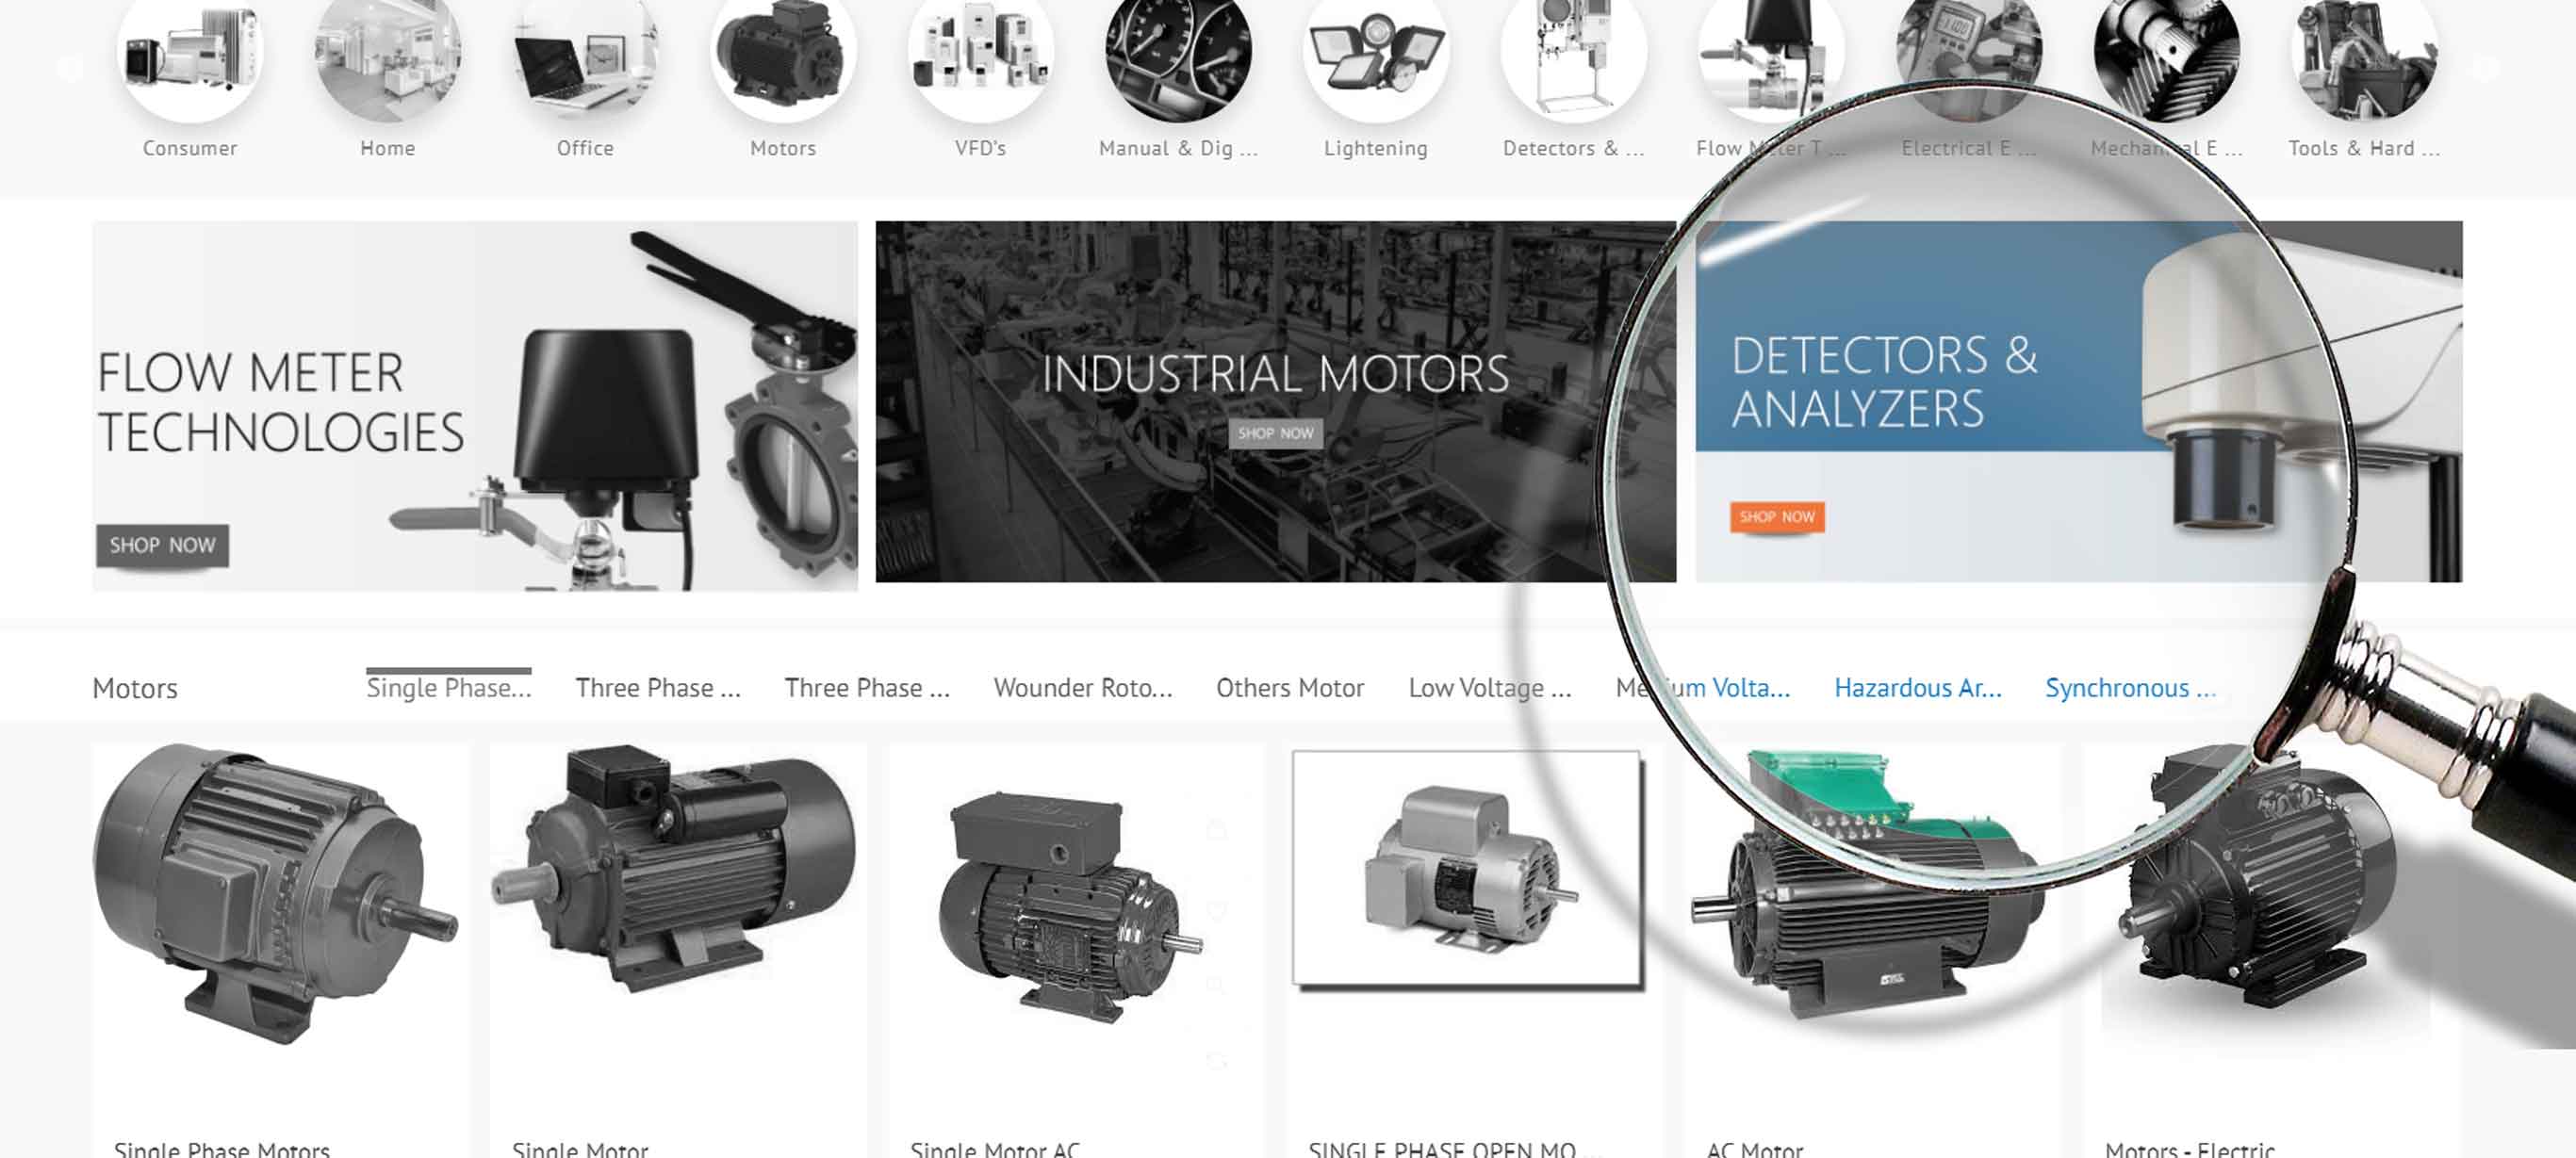 Consumer
Home
Office
Motors
VFD's
Manual & Dig ...
Lightening
Detectors & ...
Flow Meter T ...
Electrical E ...
Mechanical E ...
Tools & Hard ...
FLOW METER
TECHNOLOGIES
SHOP NOW
INDUSTRIAL MOTORS
SHOP NOW
DETECTORS &
ANALYZERS
SHOP NOW
Motors
Single Phase...
Three Phase ...
Three Phase ...
Wounder Roto...
Others Motor
Low Voltage ...
Medium Volta...
Hazardous Ar...
Synchronous ...
Single Phase Motors
Single Motor
Single Motor AC
SINGLE PHASE OPEN MO ...
AC Motor
Motors - Electric